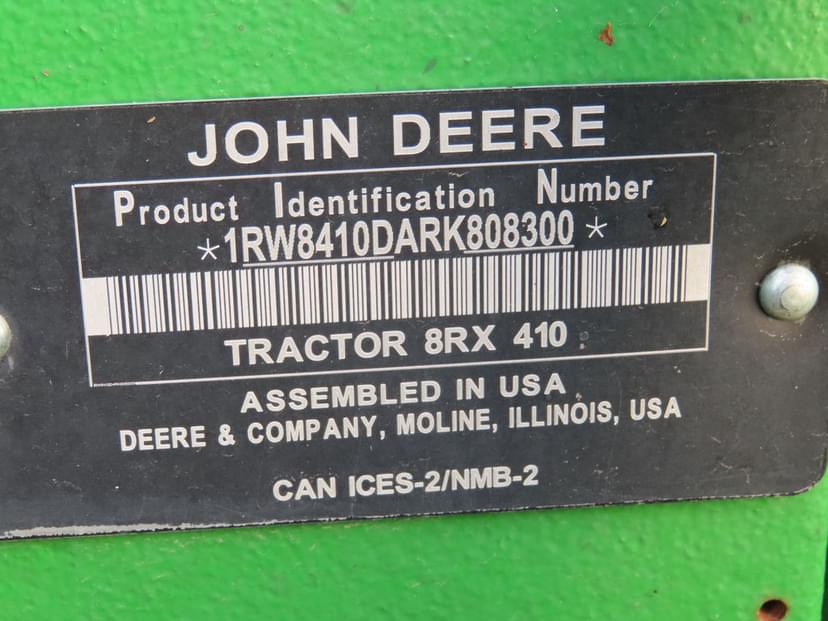 JOHN DEERE
Product Identification Number
*1RW8410DARK808300*
TRACTOR 8RX 410
ASSEMBLED IN USA
DEERE & COMPANY, MOLINE, ILLINOIS, USA
CAN ICES-2/NMB-2